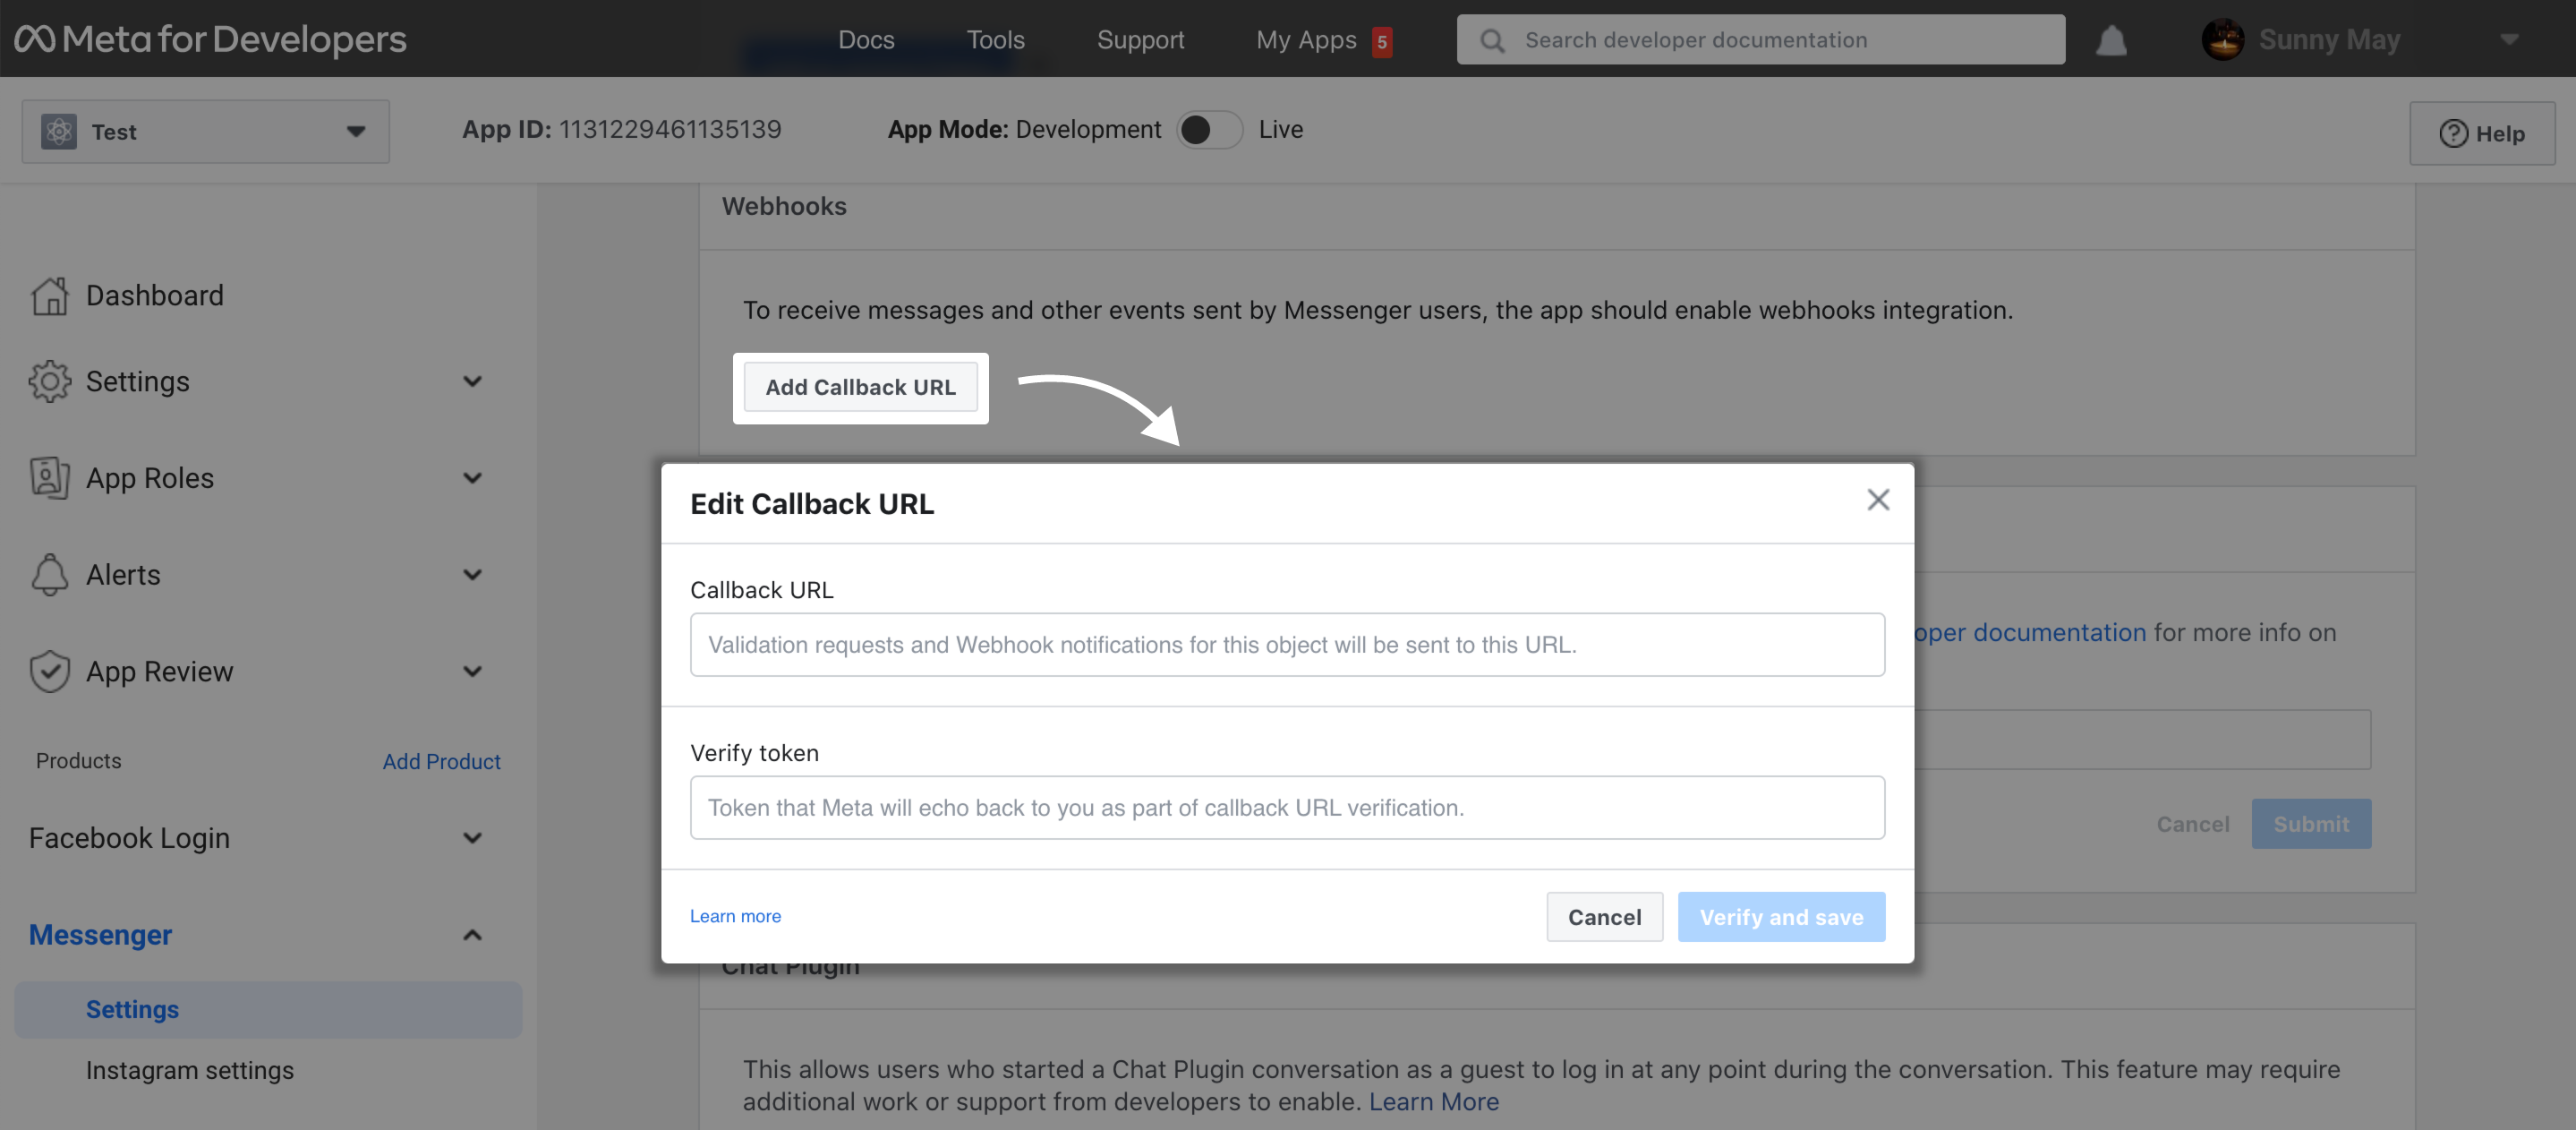 Meta for Developers
Docs
Tools
Support
My Apps 5
Search developer documentation
Sunny May
Test
App ID: 1131229461135139
App Mode: Development
Live
Help
Dashboard
Settings
App Roles
Alerts
App Review
Products
Add Product
Facebook Login
Messenger
Settings
Instagram settings
Webhooks
To receive messages and other events sent by Messenger users, the app should enable webhooks integration.
Add Callback URL
Edit Callback URL
Callback URL
Validation requests and Webhook notifications for this object will be sent to this URL.
Verify token
Token that Meta will echo back to you as part of callback URL verification.
Learn more
Cancel
Verify and save
oper documentation for more info on
Cancel
Submit
Chat Plugin
This allows users who started a Chat Plugin conversation as a guest to log in at any point during the conversation. This feature may require
additional work or support from developers to enable. Learn More